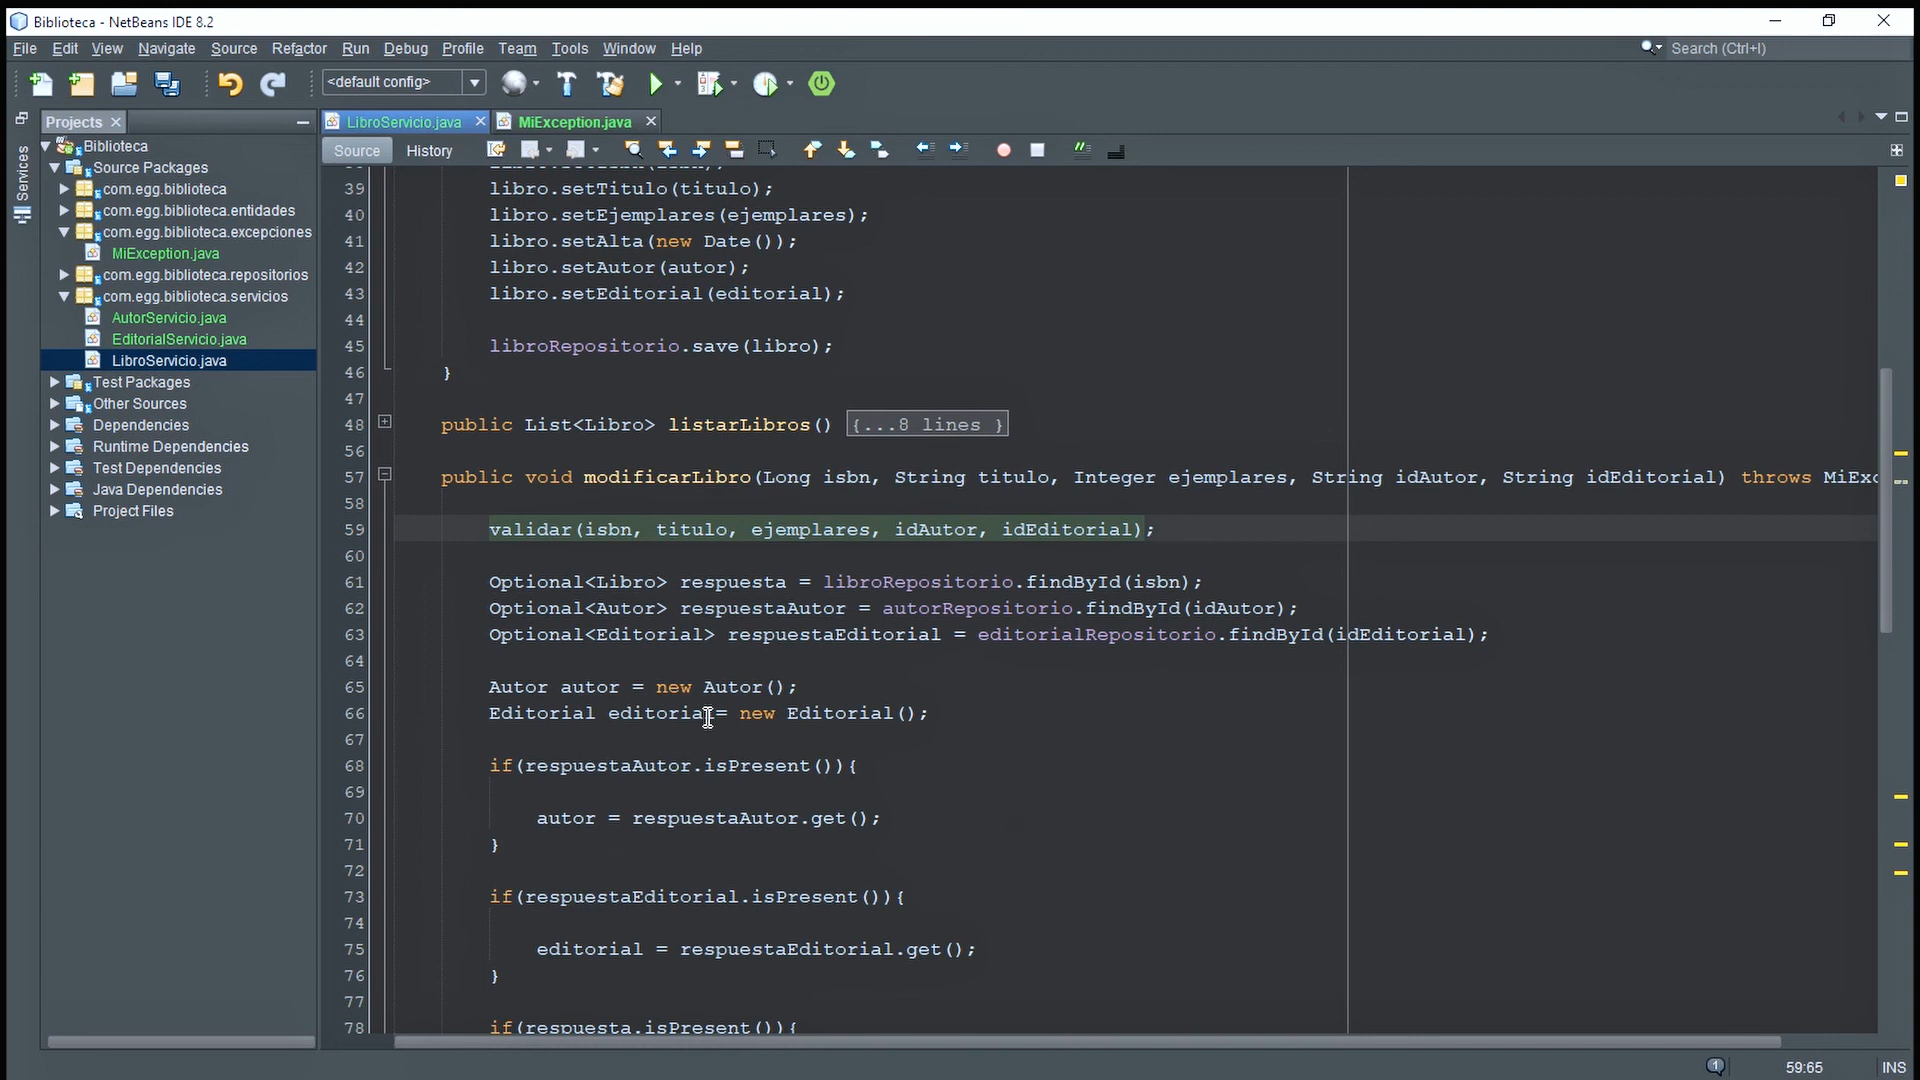 Biblioteca - NetBeans IDE 8.2
File Edit View Navigate Source Refactor Run Debug Profile Team Tools Window Help
Search (Ctrl+I)
<default config>
Services
Projects
Biblioteca
Source Packages
com.egg.biblioteca
com.egg.biblioteca.entidades
com.egg.biblioteca.excepciones
MiException.java
com.egg.biblioteca.repositorios
com.egg.biblioteca.servicios
AutorServicio.java
EditorialServicio.java
LibroServicio.java
Test Packages
Other Sources
Dependencies
Runtime Dependencies
Test Dependencies
Java Dependencies
Project Files
LibroServicio.java MiException.java
Source History
39 libro.setTitulo(titulo);
40 libro.setEjemplares(ejemplares);
41 libro.setAlta(new Date());
42 libro.setAutor(autor);
43 libro.setEditorial(editorial);
44
45 libroRepositorio.save(libro);
46 }
47
48 public List<Libro> listarLibros() {...8 lines }
56
57 public void modificarLibro(Long isbn, String titulo, Integer ejemplares, String idAutor, String idEditorial) throws MiExc
58
59 validar(isbn, titulo, ejemplares, idAutor, idEditorial);
60
61 Optional<Libro> respuesta = libroRepositorio.findById(isbn);
62 Optional<Autor> respuestaAutor = autorRepositorio.findById(idAutor);
63 Optional<Editorial> respuestaEditorial = editorialRepositorio.findById(idEditorial);
64
65 Autor autor = new Autor();
66 Editorial editorial= new Editorial();
67
68 if(respuestaAutor.isPresent()){
69
70 autor = respuestaAutor.get();
71 }
72
73 if(respuestaEditorial.isPresent()){
74
75 editorial = respuestaEditorial.get();
76 }
77
78 if(respuesta.isPresent()){
59:65 INS